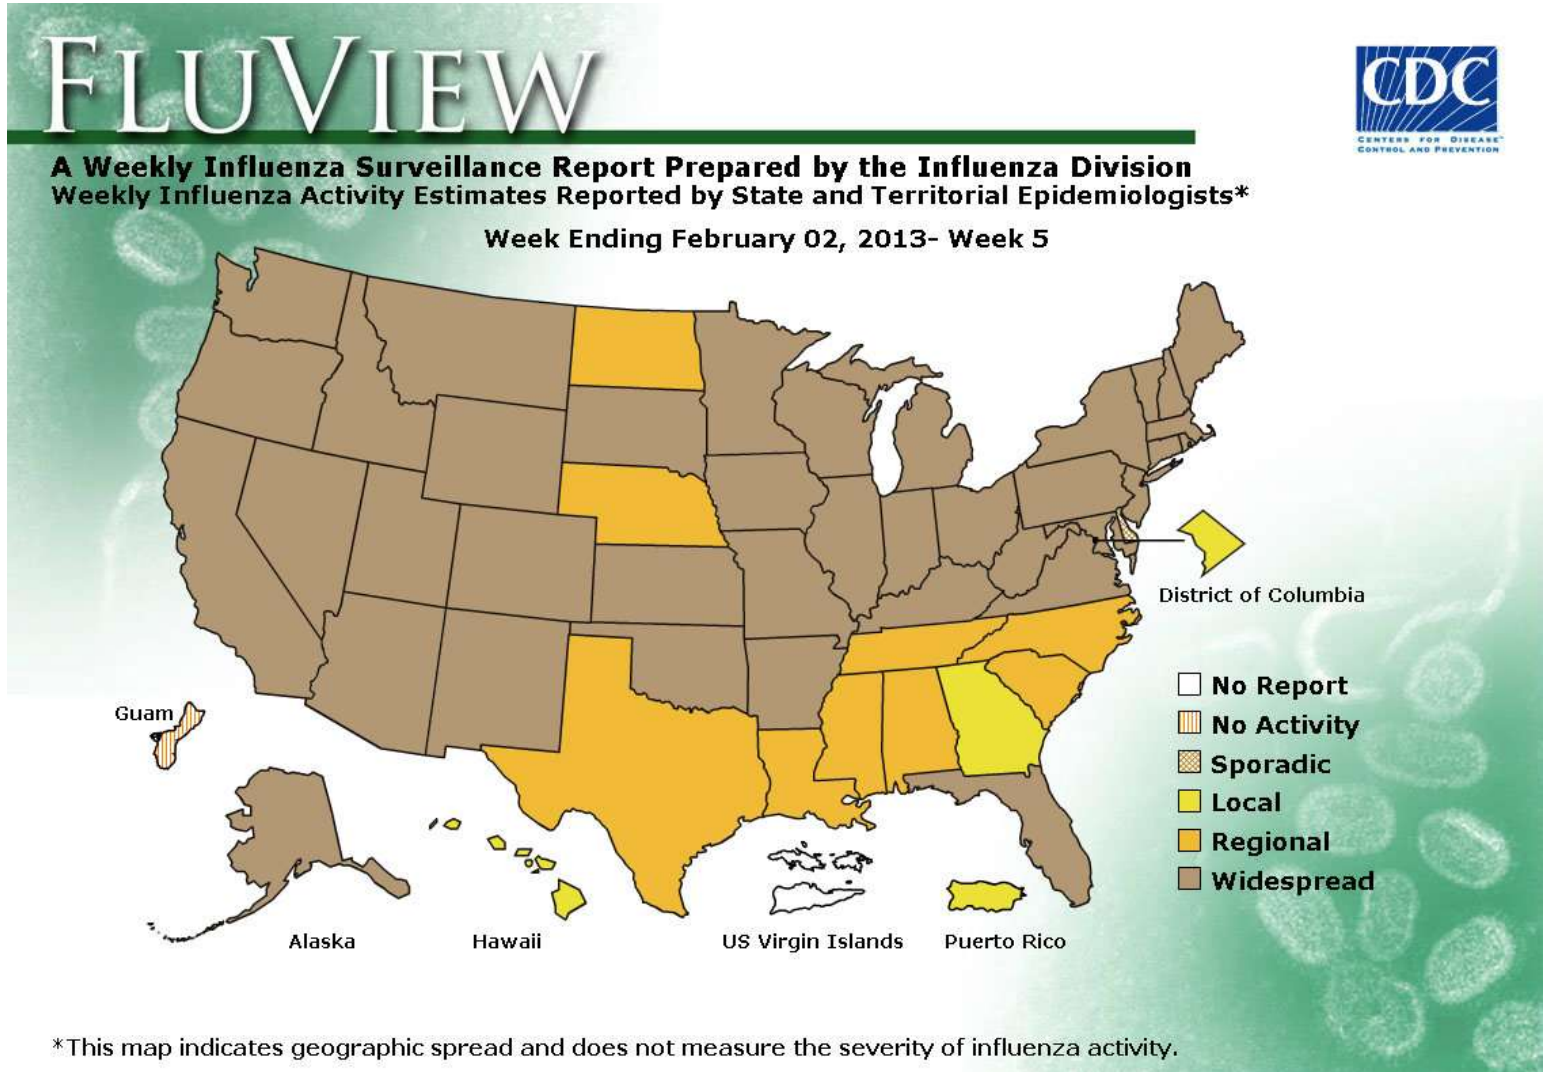 FLUVIEW
CDC
CENTERS FOR DISEASE™
CONTROL AND PREVENTION
A Weekly Influenza Surveillance Report Prepared by the Influenza Division
Weekly Influenza Activity Estimates Reported by State and Territorial Epidemiologists*
Week Ending February 02, 2013- Week 5
District of Columbia
No Report
No Activity
Sporadic
Local
Regional
Widespread
Guam
Alaska
Hawaii
US Virgin Islands
Puerto Rico
*This map indicates geographic spread and does not measure the severity of influenza activity.